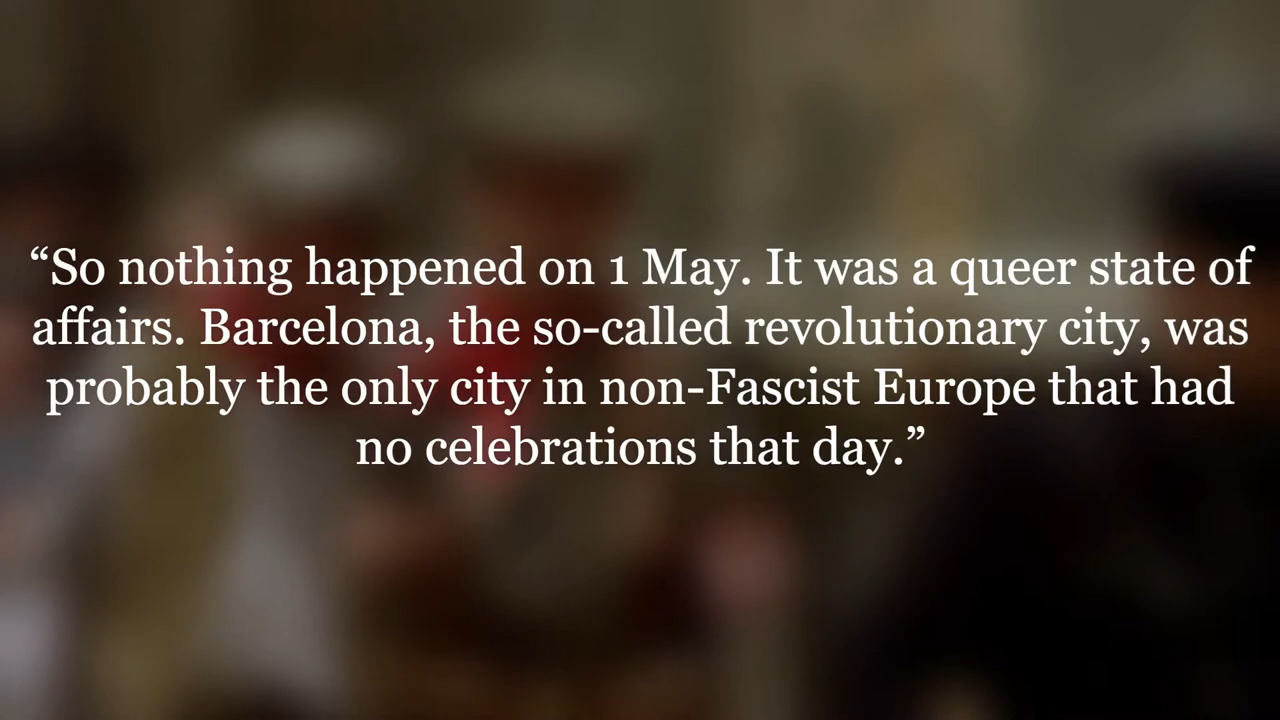 “So nothing happened on 1 May. It was a queer state of
affairs. Barcelona, the so-called revolutionary city, was
probably the only city in non-Fascist Europe that had
no celebrations that day.”